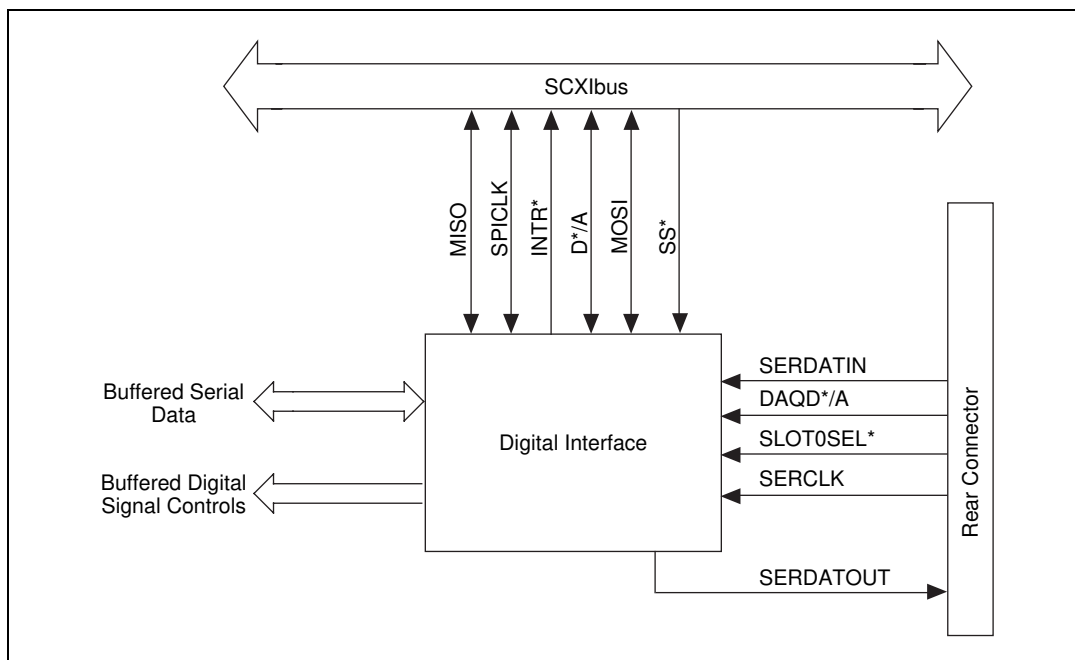 SCXIbus
MISO
SPICLK
INTR*
D*/A
MOSI
SS*
SERDATIN
DAQD*/A
SLOT0SEL*
SERCLK
SERDATOUT
Rear Connector
Digital Interface
Buffered Serial
Data
Buffered Digital
Signal Controls